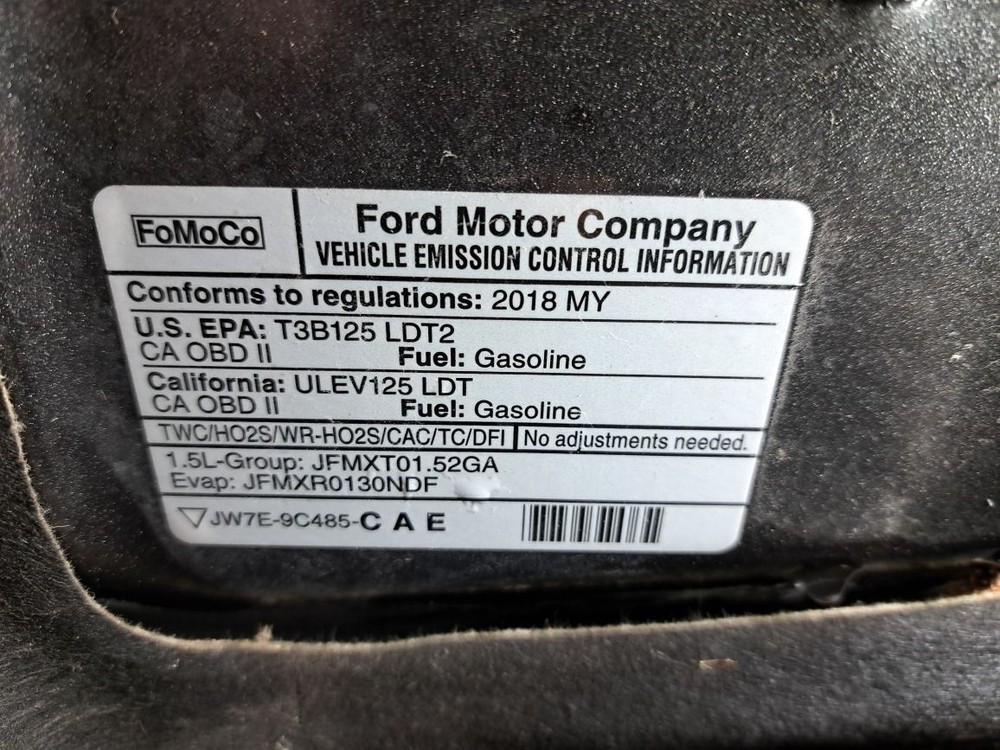 FoMoCo
Ford Motor Company
VEHICLE EMISSION CONTROL INFORMATION
Conforms to regulations: 2018 MY
U.S. EPA: T3B125 LDT2
CA OBD II Fuel: Gasoline
California: ULEV125 LDT
CA OBD II Fuel: Gasoline
TWC/HO2S/WR-HO2S/CAC/TC/DFI No adjustments needed.
1.5L-Group: JFMXT01.52GA
Evap: JFMXR0130NDF
JW7E-9C485-C A E